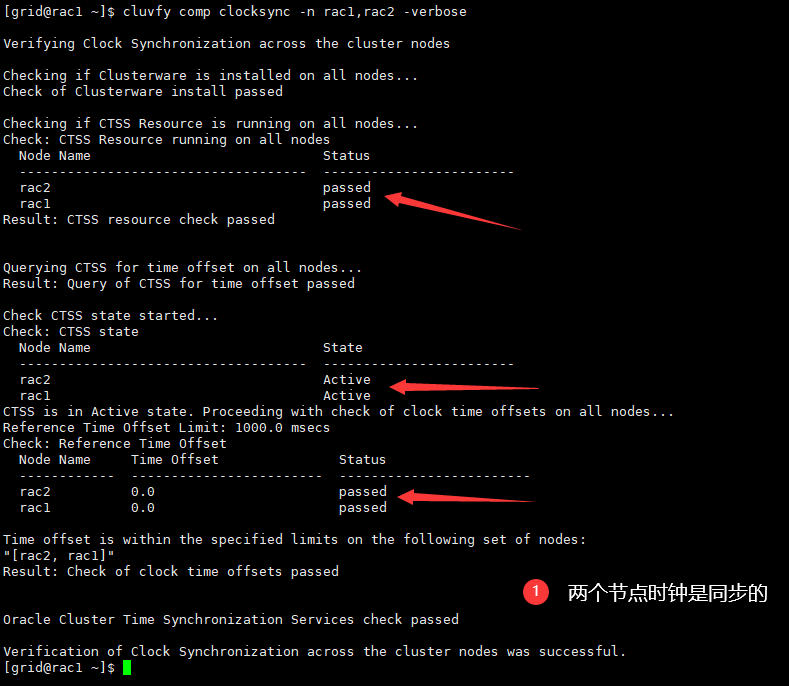 [grid@rac1 ~]$ cluvfy comp clocksync -n rac1,rac2 -verbose
Verifying Clock Synchronization across the cluster nodes
Checking if Clusterware is installed on all nodes...
Check of Clusterware install passed
Checking if CTSS Resource is running on all nodes...
Check: CTSS Resource running on all nodes
  Node Name                             Status
  ------------------------------------  ------------------------
  rac2                                  passed
  rac1                                  passed
Result: CTSS resource check passed
Querying CTSS for time offset on all nodes...
Result: Query of CTSS for time offset passed
Check CTSS state started...
Check: CTSS state
  Node Name                             State
  ------------------------------------  ------------------------
  rac2                                  Active
  rac1                                  Active
CTSS is in Active state. Proceeding with check of clock time offsets on all nodes...
Reference Time Offset Limit: 1000.0 msecs
Check: Reference Time Offset
  Node Name     Time Offset               Status
  ------------  ------------------------  ------------------------
  rac2          0.0                       passed
  rac1          0.0                       passed
Time offset is within the specified limits on the following set of nodes:
"[rac2, rac1]"
Result: Check of clock time offsets passed
1 两个节点时钟是同步的
Oracle Cluster Time Synchronization Services check passed
Verification of Clock Synchronization across the cluster nodes was successful.
[grid@rac1 ~]$